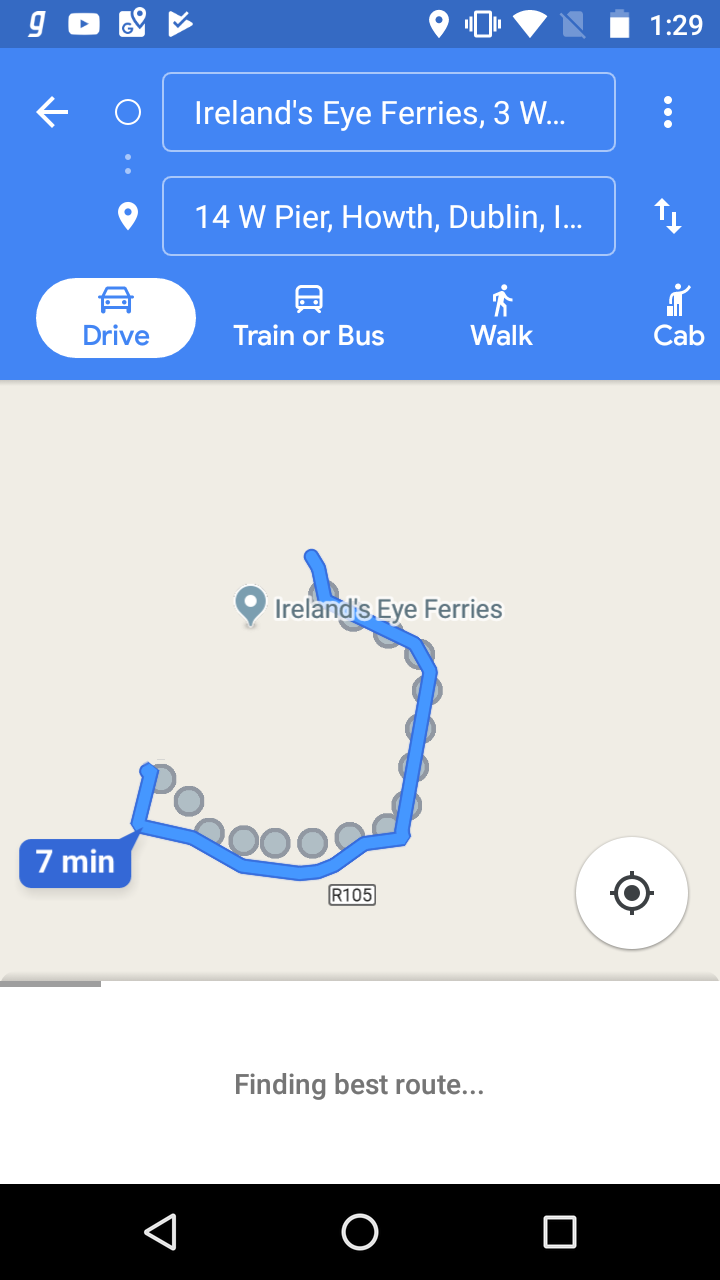 1:29
Ireland's Eye Ferries, 3 W...
14 W Pier, Howth, Dublin, I...
Drive
Train or Bus
Walk
Cab
Ireland's Eye Ferries
7 min
R105
Finding best route...